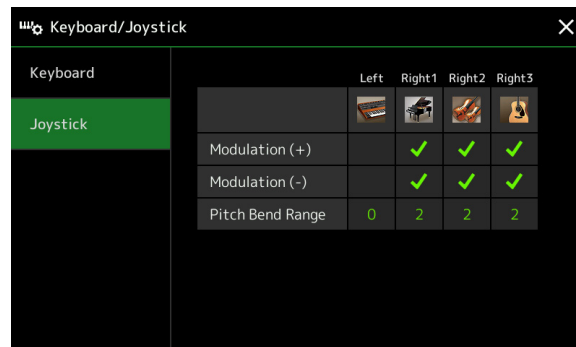 Keyboard/Joystick
Keyboard
Joystick
Left Right1 Right2 Right3
Modulation (+)
Modulation (-)
Pitch Bend Range 0 2 2 2